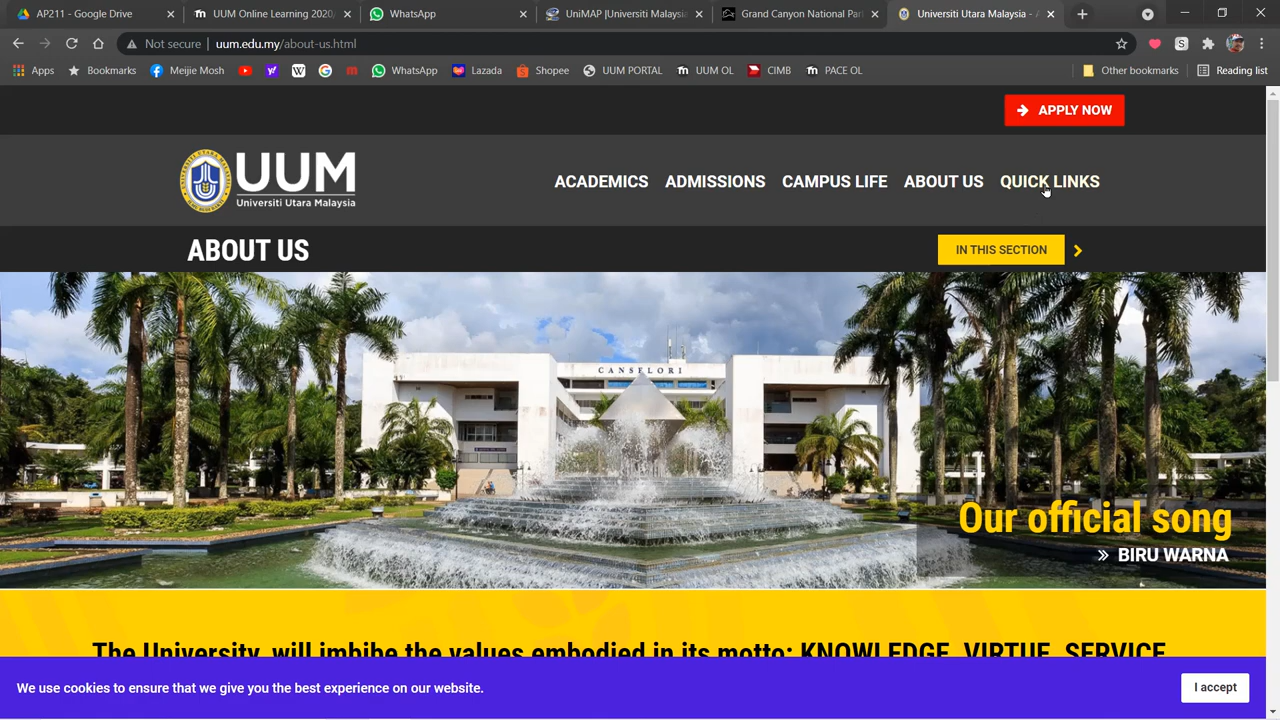 AP211 - Google Drive
UUM Online Learning 2020
WhatsApp
UniMAP |Universiti Malaysia
Grand Canyon National Par
Universiti Utara Malaysia - A
Not secure uum.edu.my/about-us.html
Apps Bookmarks Meijie Mosh WhatsApp Lazada Shopee UUM PORTAL UUM OL CIMB PACE OL Other bookmarks Reading list
APPLY NOW
UUM
Universiti Utara Malaysia
ACADEMICS ADMISSIONS CAMPUS LIFE ABOUT US QUICK LINKS
ABOUT US
IN THIS SECTION
CANSELORI
Our official song
BIRU WARNA
The University, will imbibe the values embodied in its motto: KNOWLEDGE, VIRTUE, SERVICE
We use cookies to ensure that we give you the best experience on our website.
I accept